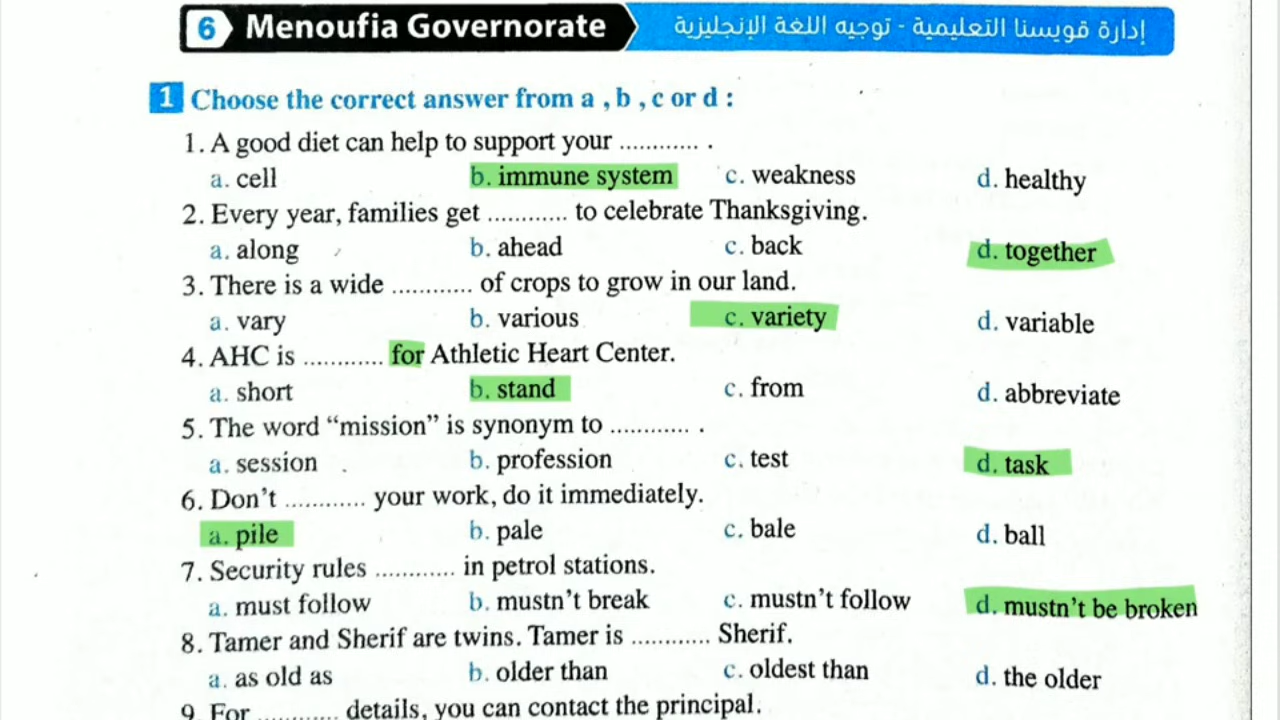 6 Menoufia Governorate إدارة قويسنا التعليمية - توجيه اللغة الإنجليزية
1 Choose the correct answer from a , b , c or d :
1. A good diet can help to support your ............ .
a. cell b. immune system c. weakness d. healthy
2. Every year, families get ............ to celebrate Thanksgiving.
a. along b. ahead c. back d. together
3. There is a wide ............ of crops to grow in our land.
a. vary b. various c. variety d. variable
4. AHC is ............ for Athletic Heart Center.
a. short b. stand c. from d. abbreviate
5. The word “mission” is synonym to ............ .
a. session b. profession c. test d. task
6. Don’t ............ your work, do it immediately.
a. pile b. pale c. bale d. ball
7. Security rules ............ in petrol stations.
a. must follow b. mustn’t break c. mustn’t follow d. mustn’t be broken
8. Tamer and Sherif are twins. Tamer is ............ Sherif.
a. as old as b. older than c. oldest than d. the older
9. For ............ details, you can contact the principal.